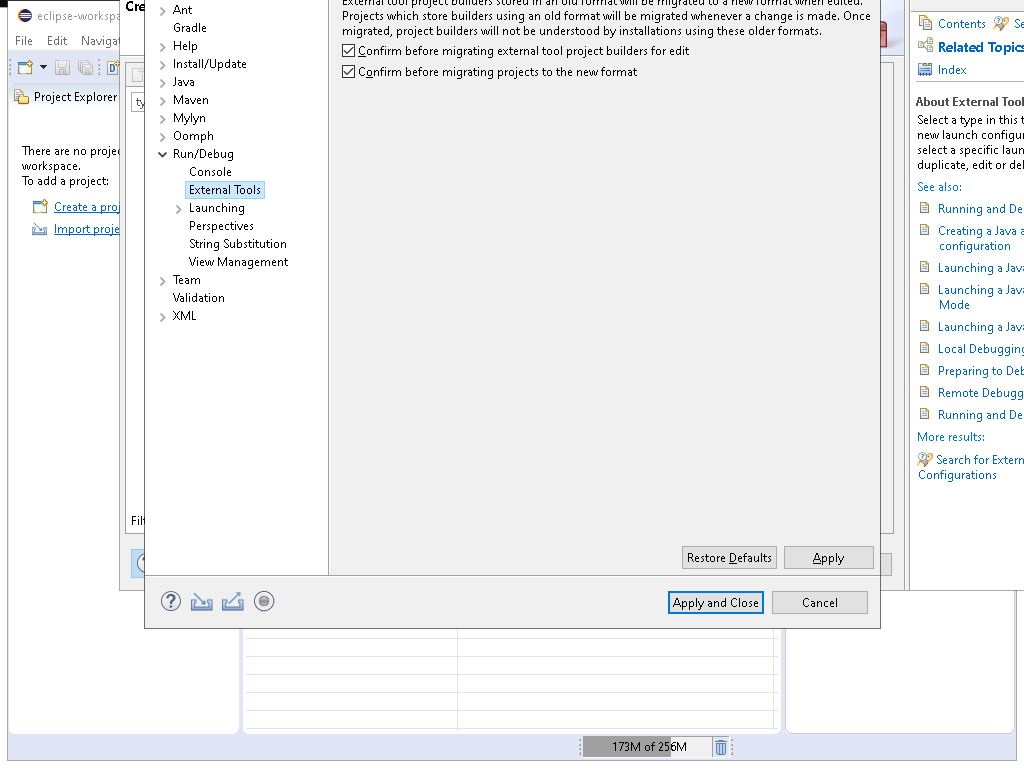 eclipse-workspa
File Edit Navigat
Project Explorer
There are no projec
workspace.
To add a project:
Create a proj
Import proje
Cre
ty
Filt
Ant
Gradle
Help
Install/Update
Java
Maven
Mylyn
Oomph
Run/Debug
Console
External Tools
Launching
Perspectives
String Substitution
View Management
Team
Validation
XML
External tool project builders stored in an old format will be migrated to a new format when edited.
Projects which store builders using an old format will be migrated whenever a change is made. Once
migrated, project builders will not be understood by installations using these older formats.
Confirm before migrating external tool project builders for edit
Confirm before migrating projects to the new format
Restore Defaults Apply
Apply and Close Cancel
Contents Se
Related Topics
Index
About External Tool
Select a type in this t
new launch configur
select a specific laun
duplicate, edit or del
See also:
Running and De
Creating a Java a
configuration
Launching a Java
Launching a Java
Mode
Launching a Java
Local Debugging
Preparing to Deb
Remote Debugg
Running and De
More results:
Search for Extern
Configurations
173M of 256M